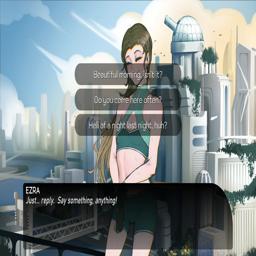 Beautiful morning, isn't it?
Do you come here often?
Hell of a night last night, huh?
EZRA
Just.. reply. Say something, anything!